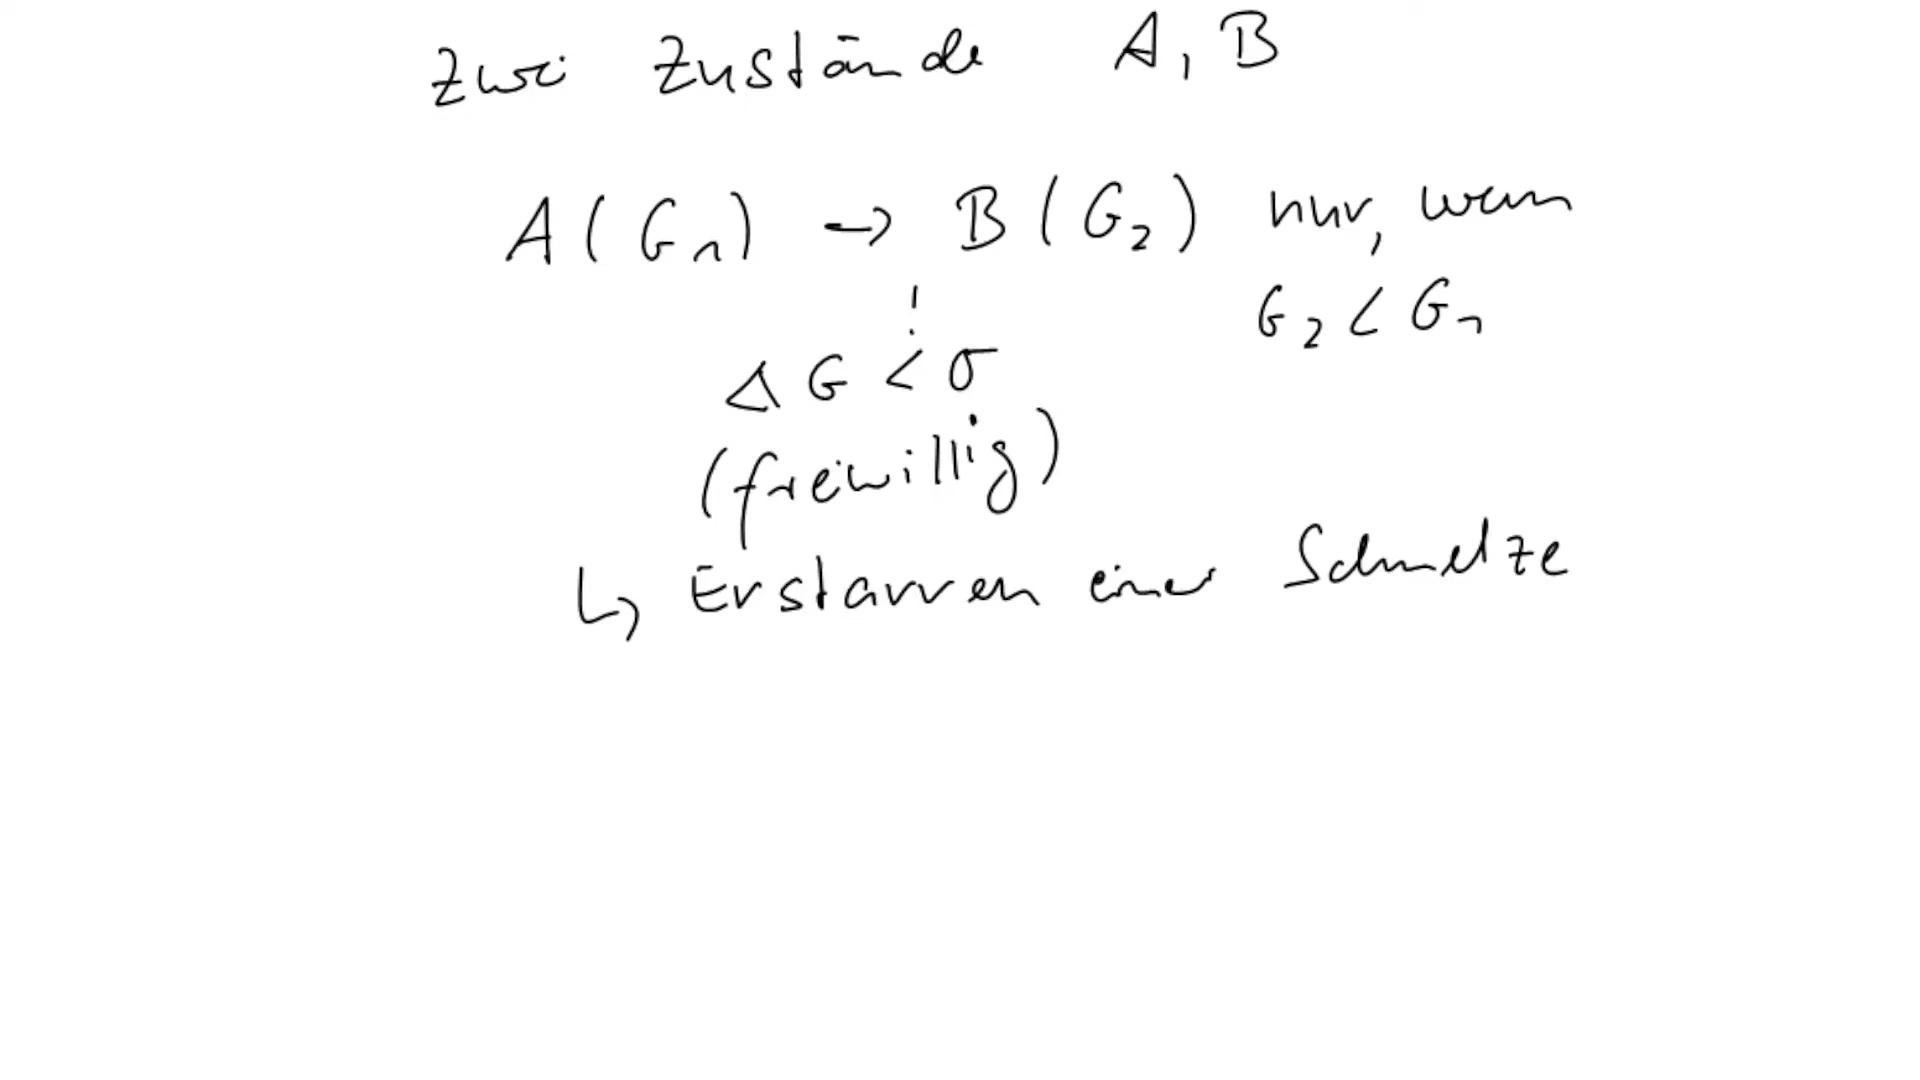 Zwei Zustände A, B
A(G₁) → B(G₂) nur, wenn
G₂ < G₁
!
ΔG < 0
(freiwillig)
↳ Erstarren einer Schmelze